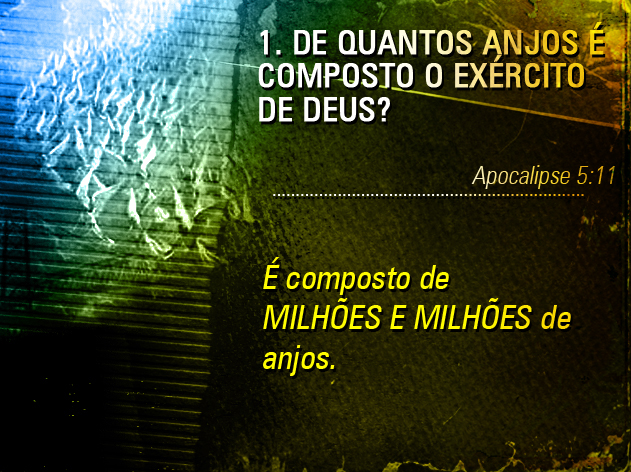 1. DE QUANTOS ANJOS É
COMPOSTO O EXÉRCITO
DE DEUS?
Apocalipse 5:11
É composto de
MILHÕES E MILHÕES de
anjos.